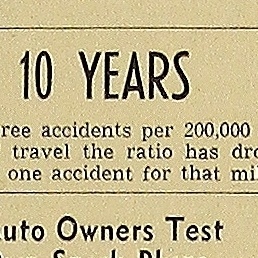 10 YEARS
ree accidents per 200,000
travel the ratio has dro
one accident for that mi
uto Owners Test